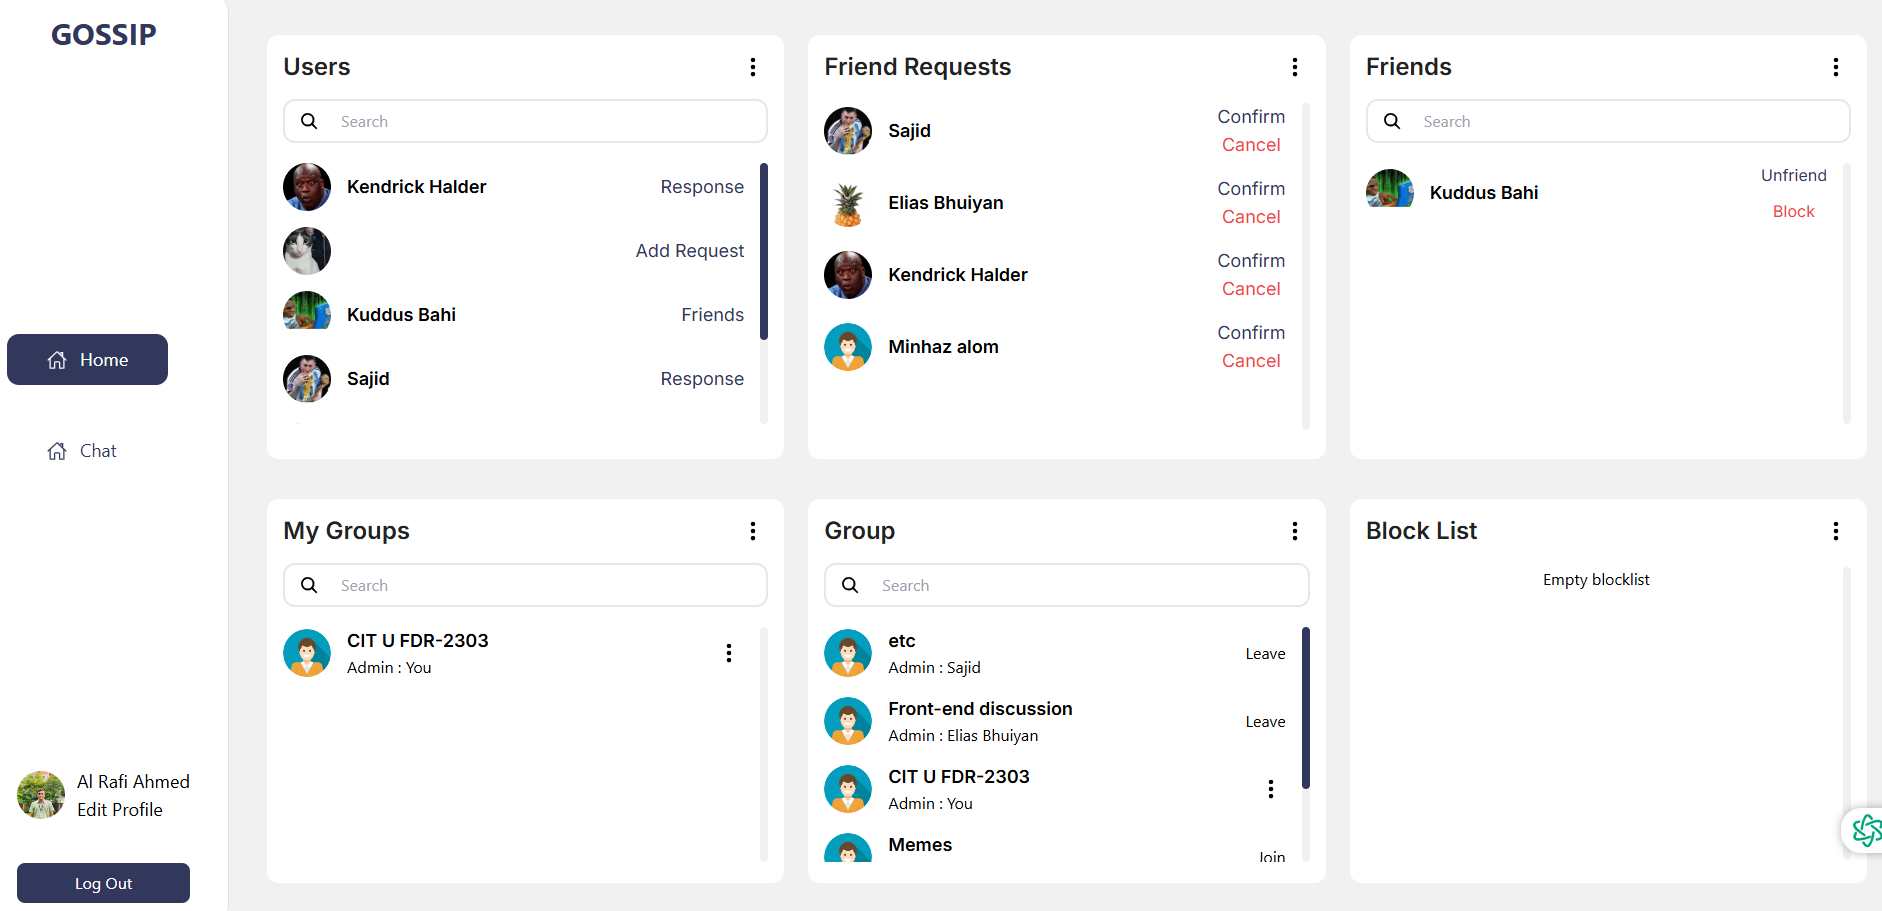 GOSSIP
Home
Chat
Al Rafi Ahmed
Edit Profile
Log Out
Users
Search
Kendrick Halder Response
Add Request
Kuddus Bahi Friends
Sajid Response
Friend Requests
Sajid Confirm
Cancel
Elias Bhuiyan Confirm
Cancel
Kendrick Halder Confirm
Cancel
Minhaz alom Confirm
Cancel
Friends
Search
Kuddus Bahi Unfriend
Block
My Groups
Search
CIT U FDR-2303
Admin : You
Group
Search
etc
Admin : Sajid Leave
Front-end discussion
Admin : Elias Bhuiyan Leave
CIT U FDR-2303
Admin : You
Memes
Join
Block List
Empty blocklist